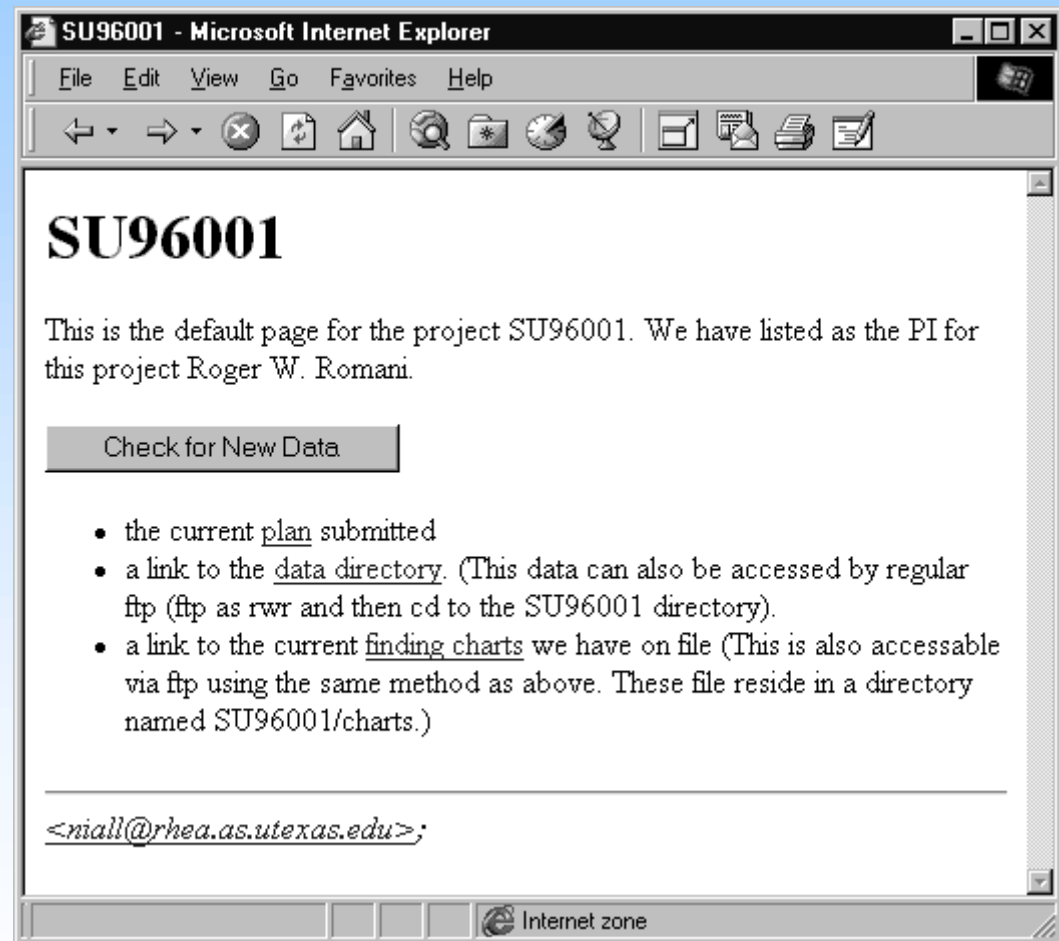 SU96001 - Microsoft Internet Explorer
File Edit View Go Favorites Help
SU96001
This is the default page for the project SU96001. We have listed as the PI for
this project Roger W. Romani.
Check for New Data
• the current plan submitted
• a link to the data directory. (This data can also be accessed by regular
ftp (ftp as rwr and then cd to the SU96001 directory).
• a link to the current finding charts we have on file (This is also accessable
via ftp using the same method as above. These file reside in a directory
named SU96001/charts.)
<niall@rhea.as.utexas.edu>;
Internet zone